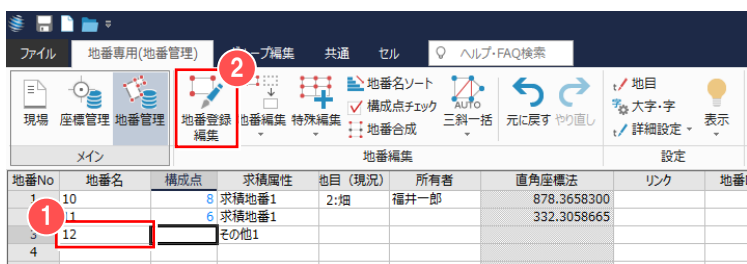 ファイル 地番専用(地番管理) ープ編集 共通 セル ヘルプ・FAQ検索
2
現場 座標管理 地番管理 地番登録編集 地番編集 特殊編集 地番名ソート 構成点チェック 地番合成 AUTO 三斜一括 元に戻す やり直し 地目 大字・字 詳細設定 表示
メイン 地番編集 設定
地番No 地番名 構成点 求積属性 地目(現況) 所有者 直角座標法 リンク 地番
1 10 8 求積地番1 2:畑 福井一郎 878.3658300
1 11 6 求積地番1 332.3058665
3 12 その他1
4